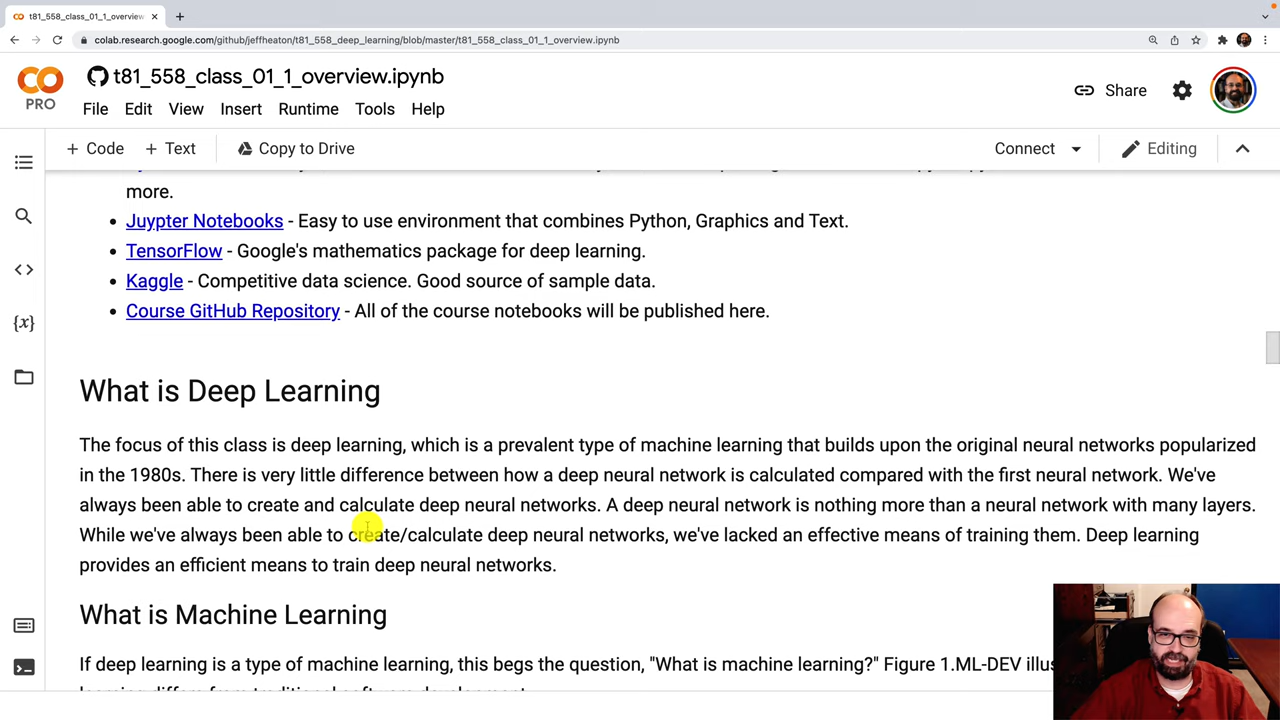 t81_558_class_01_1_overview.ipynb
colab.research.google.com/github/jeffheaton/t81_558_deep_learning/blob/master/t81_558_class_01_1_overview.ipynb
CO
PRO
t81_558_class_01_1_overview.ipynb
File Edit View Insert Runtime Tools Help
Share
+ Code + Text Copy to Drive
Connect Editing
more.
• Juypter Notebooks - Easy to use environment that combines Python, Graphics and Text.
• TensorFlow - Google's mathematics package for deep learning.
• Kaggle - Competitive data science. Good source of sample data.
• Course GitHub Repository - All of the course notebooks will be published here.
What is Deep Learning
The focus of this class is deep learning, which is a prevalent type of machine learning that builds upon the original neural networks popularized
in the 1980s. There is very little difference between how a deep neural network is calculated compared with the first neural network. We've
always been able to create and calculate deep neural networks. A deep neural network is nothing more than a neural network with many layers.
While we've always been able to create/calculate deep neural networks, we've lacked an effective means of training them. Deep learning
provides an efficient means to train deep neural networks.
What is Machine Learning
If deep learning is a type of machine learning, this begs the question, "What is machine learning?" Figure 1.ML-DEV
learning differs from traditional software development.